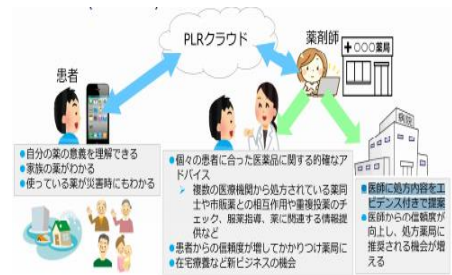 PLRクラウド
薬剤師
○○○薬局
患者
病院
●自分の薬の意義を理解できる
●家族の薬がわかる
●使っている薬が災害時にもわかる
●個々の患者に合った医薬品に関する的確なア
ドバイス
➢ 複数の医療機関から処方されている薬同
士や市販薬との相互作用や重複投薬のチ
ェック、服薬指導、薬に関連する情報提
供など
●患者からの信頼度が増してかかりつけ薬局に
●在宅療養など新ビジネスの機会
●医師に処方内容をエ
ビデンス付きで提案
●医師からの信頼度が
向上し、処方薬局に
推奨される機会が増
える